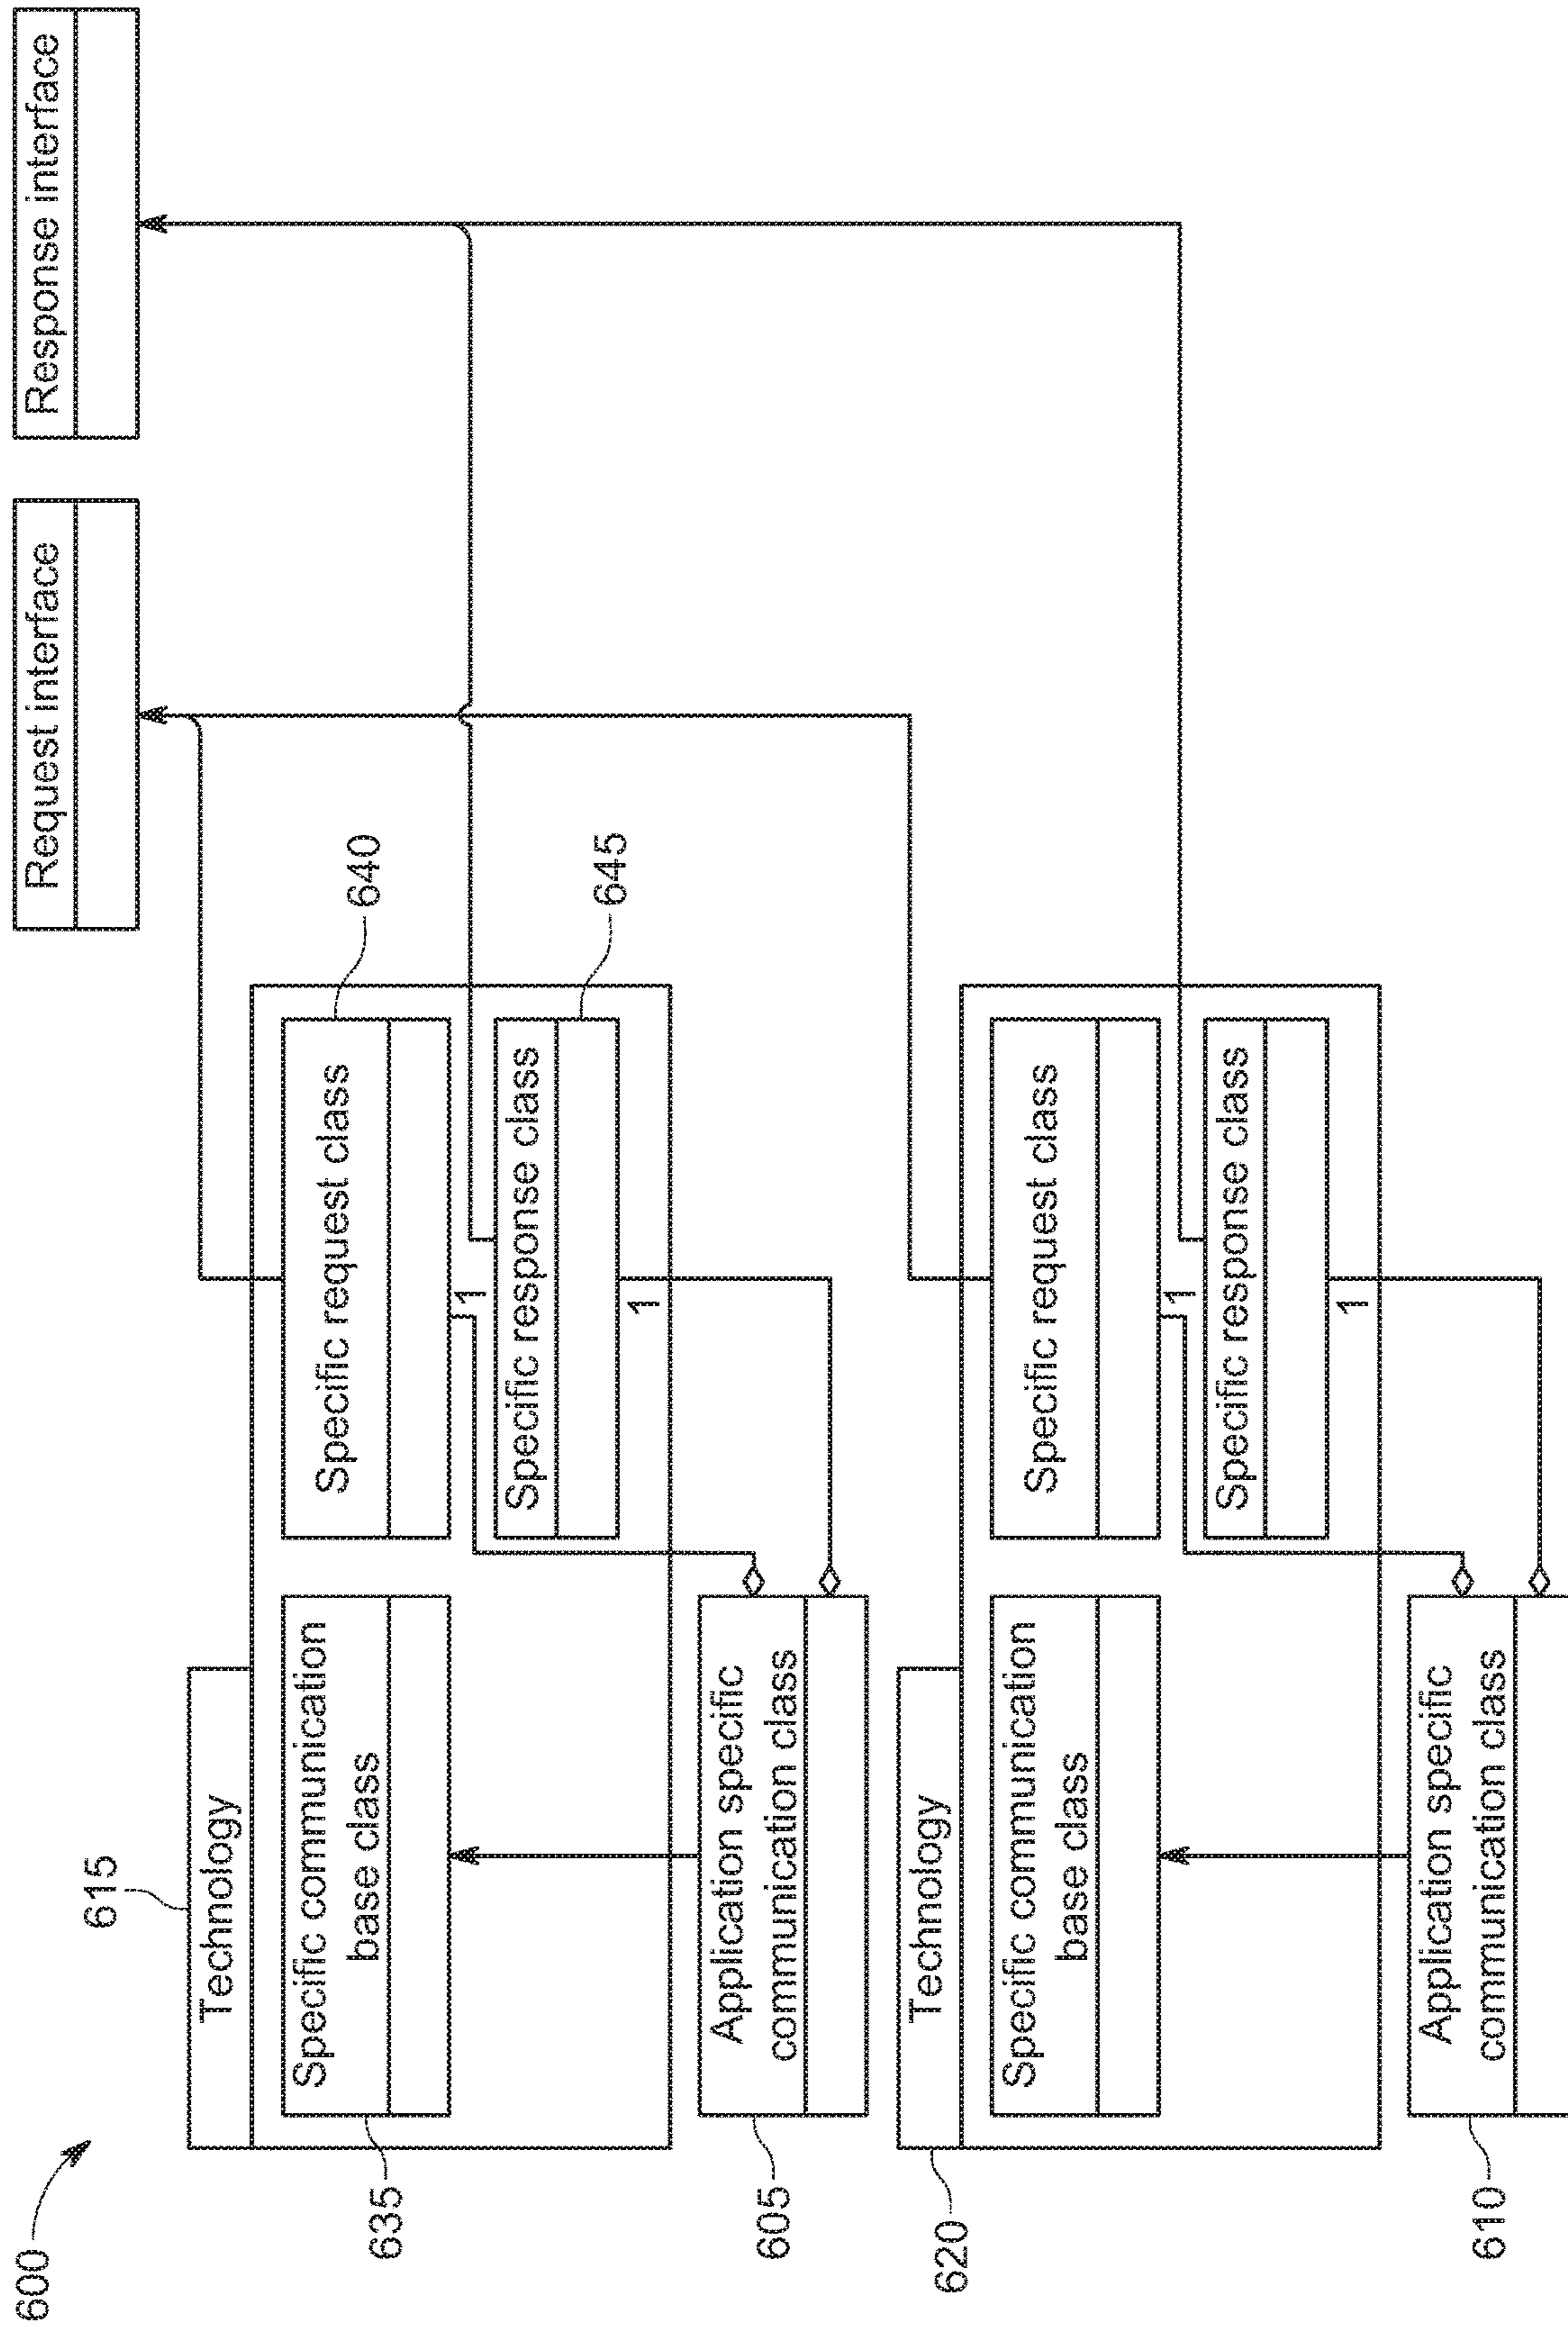 600
Request interface
Response interface
615
Technology
Specific communication
base class
635
Specific request class
640
1
Specific response class
645
1
Application specific
communication class
605
Technology
620
Specific communication
base class
Specific request class
1
Specific response class
1
Application specific
communication class
610